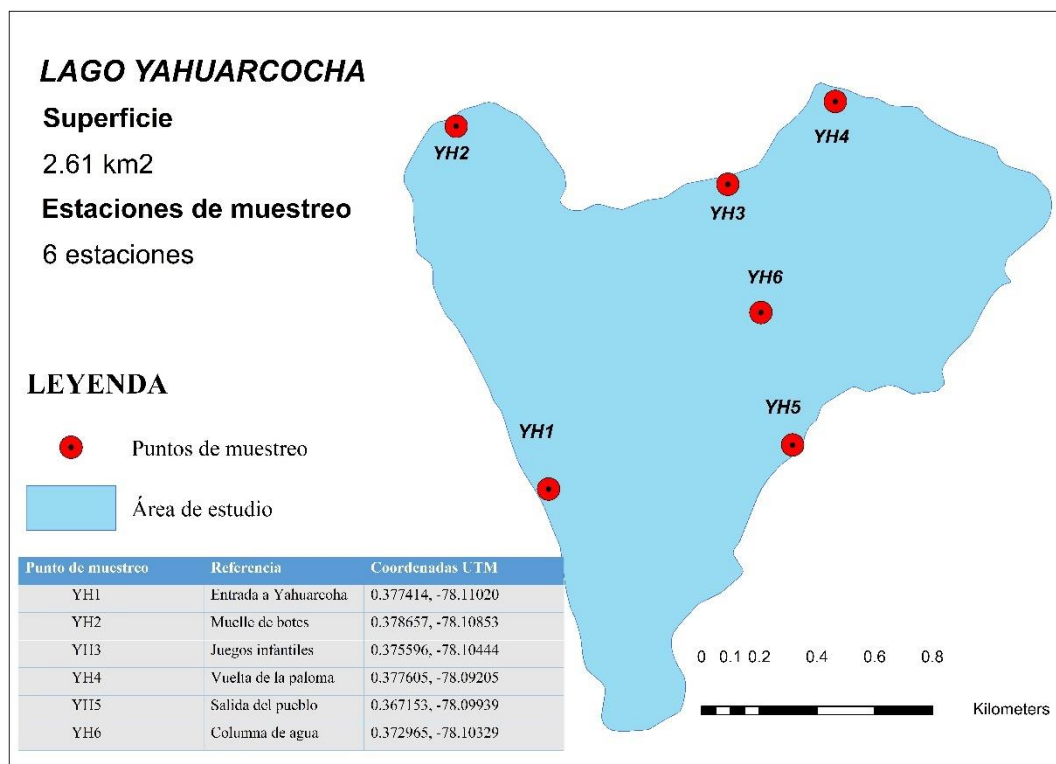 LAGO YAHUARCOCHA
Superficie
2.61 km2
Estaciones de muestreo
6 estaciones
YH2
YH4
YH3
YH6
YH5
YH1
LEYENDA
Puntos de muestreo
Área de estudio
Punto de muestreo Referencia Coordenadas UTM
YH1 Entrada a Yahuarcoha 0.377414, -78.11020
YH2 Muelle de botes 0.378657, -78.10853
YH3 Juegos infantiles 0.375596, -78.10444
YH4 Vuelta de la paloma 0.377605, -78.09205
YH5 Salida del pueblo 0.367153, -78.09939
YH6 Columna de agua 0.372965, -78.10329
0 0.1 0.2 0.4 0.6 0.8
Kilometers